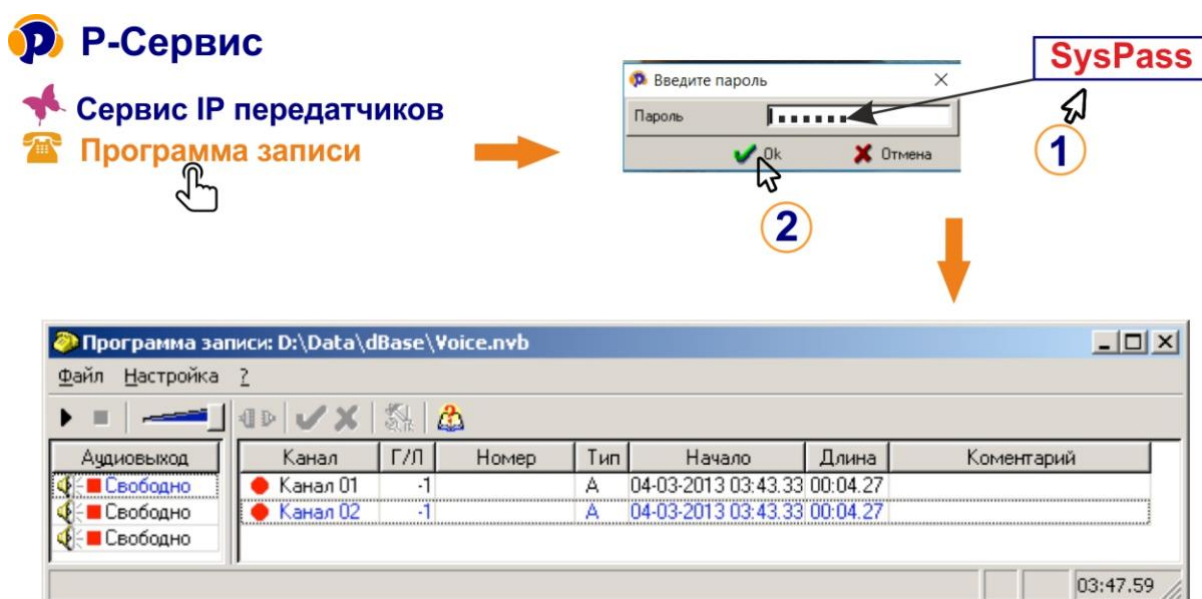 Р-Сервис
Сервис IP передатчиков
Программа записи
SysPass
Введите пароль
Пароль
Ok
Отмена
1
2
Программа записи: D:\Data\dBase\Voice.nvb
Файл Настройка ?
Аудиовыход Канал Г/Л Номер Тип Начало Длина Комментарий
Свободно Канал 01 -1 А 04-03-2013 03:43.33 00:04.27
Свободно Канал 02 -1 А 04-03-2013 03:43.33 00:04.27
Свободно
03:47.59